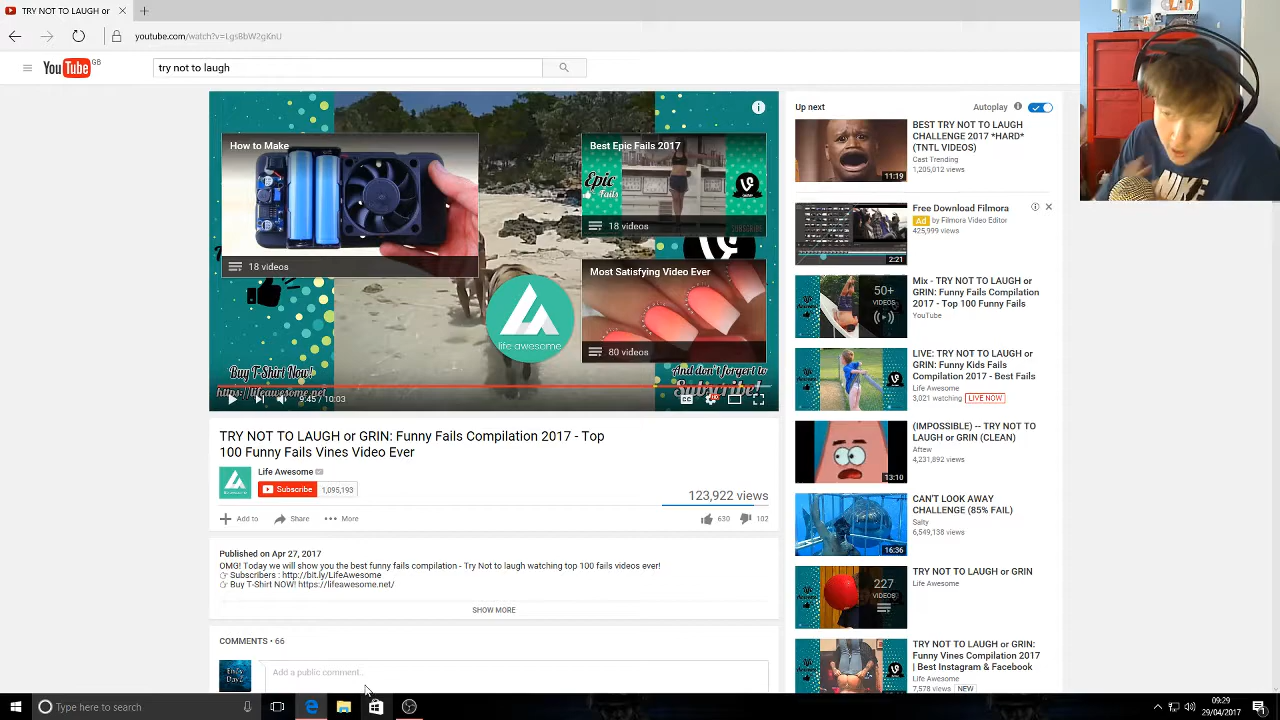 TRY NOT TO LAUGH or
youtube.com/watch?v=LgsBbW2gKnU
YouTube GB
try not to laugh
How to Make
18 videos
Best Epic Fails 2017
Epic
Fails
18 videos
SUBSCRIBE
Most Satisfying Video Ever
80 videos
life·awesome
Buy T-Shirt Now!
https://lifeawesome.net
And don't forget to
Subscribe!
9:45 / 10:03
CC
TRY NOT TO LAUGH or GRIN: Funny Fails Compilation 2017 - Top
100 Funny Fails Vines Video Ever
Life Awesome
Subscribe 1,095,193
123,922 views
Add to Share More
630 102
Published on Apr 27, 2017
OMG! Today we will show you the best funny fails compilation - Try Not to laugh watching top 100 fails videos ever!
Subscribers : http://bit.ly/LifeAwesome
Buy T-Shirt NOW! https://lifeawesome.net/
SHOW MORE
COMMENTS • 66
Add a public comment...
Up next
Autoplay
BEST TRY NOT TO LAUGH
CHALLENGE 2017 *HARD*
(TNTL VIDEOS)
Cast Trending
1,205,012 views
11:19
Free Download Filmora
Ad by Filmora Video Editor
425,999 views
2:21
Mix - TRY NOT TO LAUGH or
GRIN: Funny Fails Compilation
2017 - Top 100 Funny Fails
YouTube
50+
VIDEOS
LIVE: TRY NOT TO LAUGH or
GRIN: Funny Kids Fails
Compilation 2017 - Best Fails
Life Awesome
3,021 watching LIVE NOW
(IMPOSSIBLE) -- TRY NOT TO
LAUGH or GRIN (CLEAN)
Aftew
4,231,892 views
13:10
CAN'T LOOK AWAY
CHALLENGE (85% FAIL)
Salty
6,549,138 views
16:36
TRY NOT TO LAUGH or GRIN
Life Awesome
227
VIDEOS
TRY NOT TO LAUGH or GRIN:
Funny Vines Compilation 2017
| Best Instagram & Facebook
Life Awesome
7,578 views NEW
NIKE
Type here to search
09:29
29/04/2017